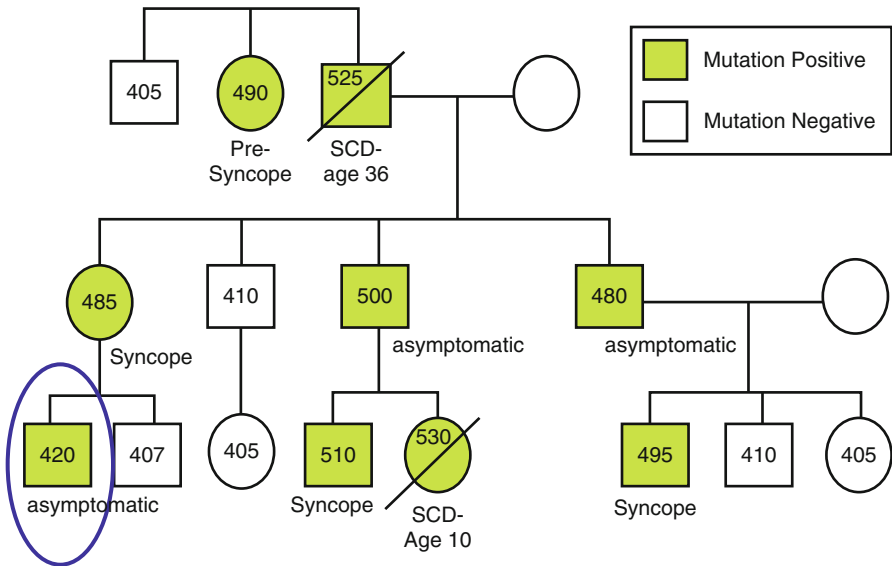 405
490
525
Pre-
Syncope
SCD-
age 36
Mutation Positive
Mutation Negative
485
410
500
480
Syncope
asymptomatic
asymptomatic
420
407
405
510
530
495
410
405
asymptomatic
Syncope
SCD-
Age 10
Syncope